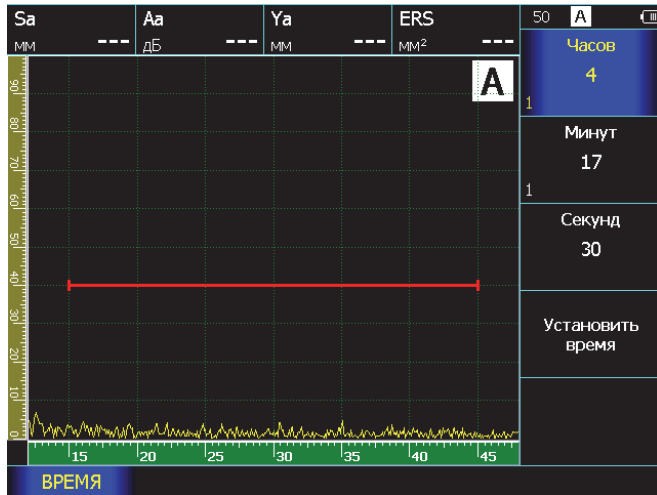 Sa Aa Ya ERS 50 A
мм --- дБ --- мм --- мм² ---
Часов
4
1
Минут
17
1
Секунд
30
Установить
время
A
90
80
70
60
50
40
30
20
10
0
15 20 25 30 35 40 45
ВРЕМЯ